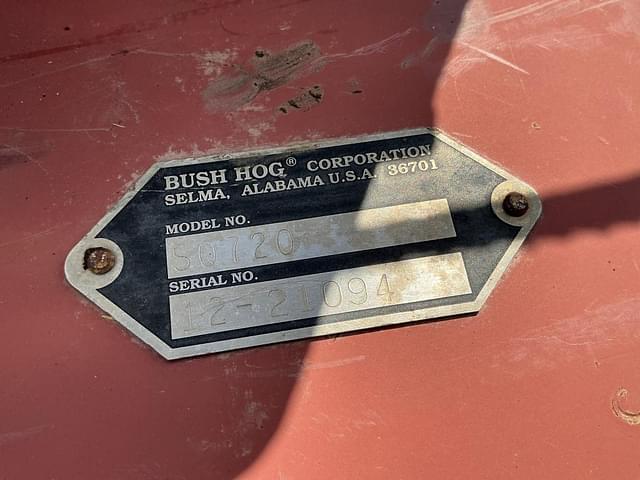 BUSH HOG® CORPORATION
SELMA, ALABAMA U.S.A. 36701
MODEL NO.
SQ720
SERIAL NO.
12-21094